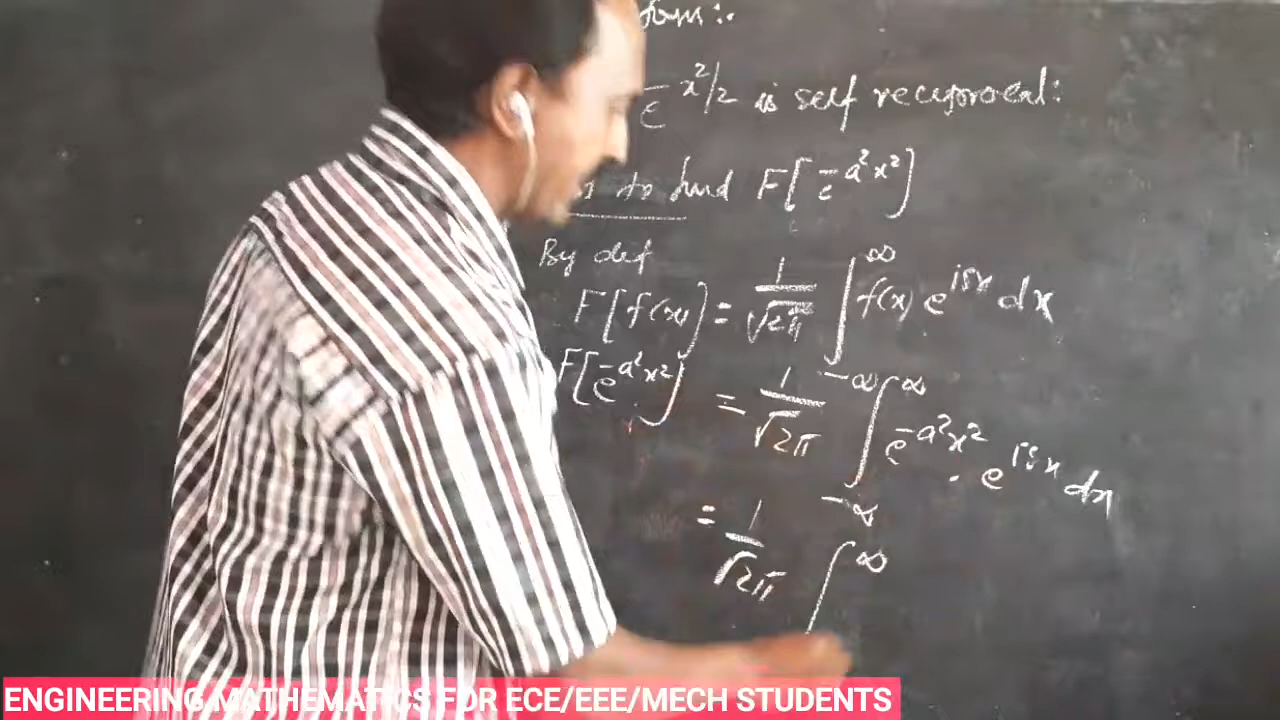 form:.
e^-x²/2 is self reciprocal:
to find F[e^-a²x²]
By def
F[f(x)] = 1/√2π ∫_-∞^∞ f(x) e^isx dx
F[e^-a²x²] = 1/√2π ∫_-∞^∞ e^-a²x² . e^isx dx
= 1/√2π ∫^∞
ENGINEERING MATHEMATICS FOR ECE/EEE/MECH STUDENTS